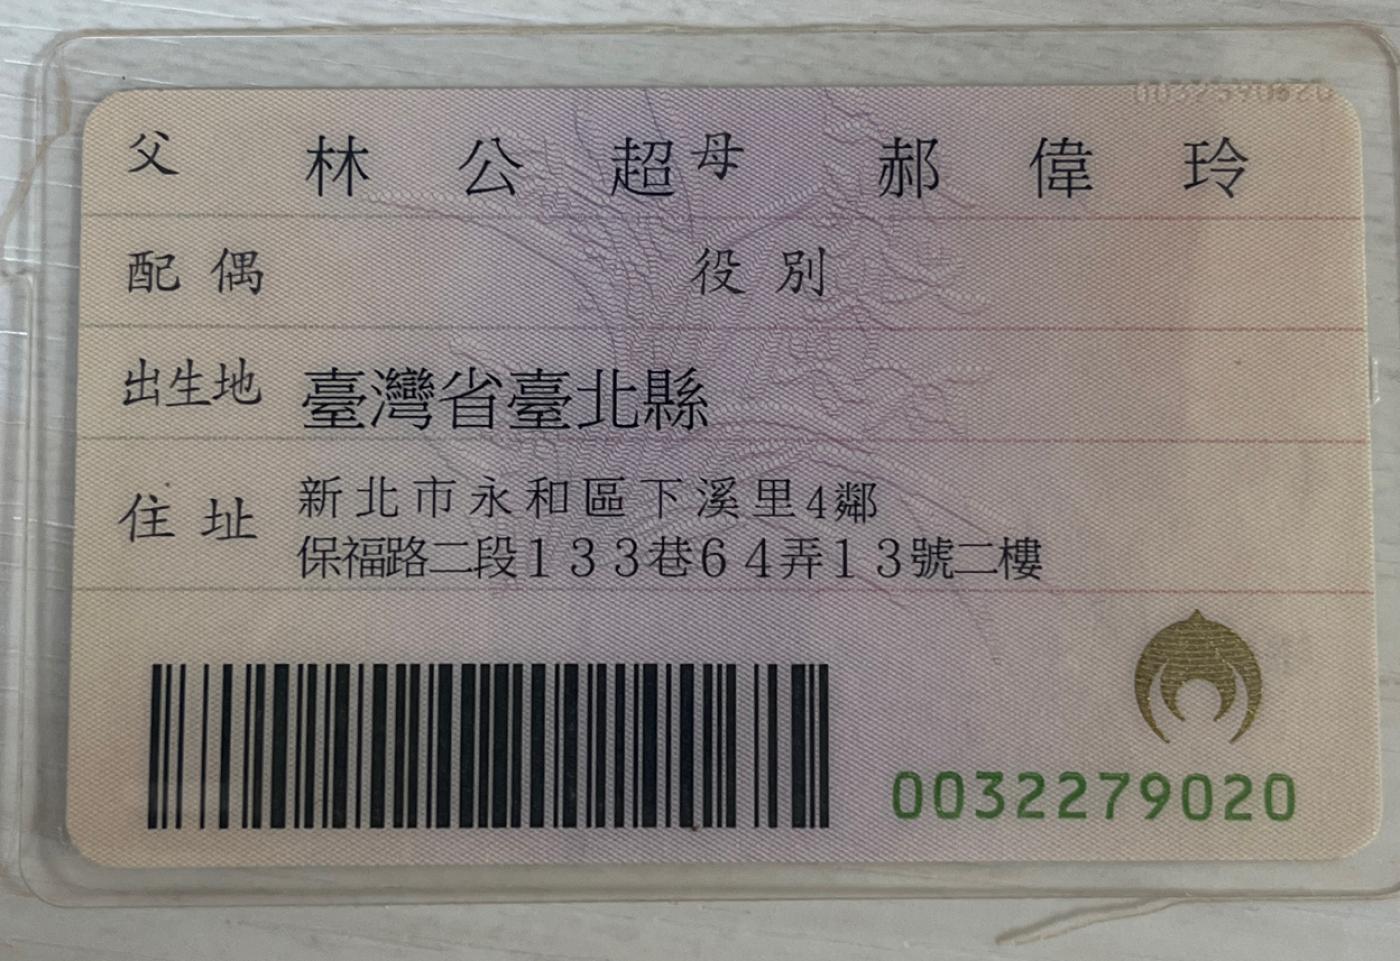 0032590620
父 林公超 母 郝偉玲
配偶 役別
出生地 臺灣省臺北縣
住址 新北市永和區下溪里4鄰
保福路二段133巷64弄13號二樓
0032279020